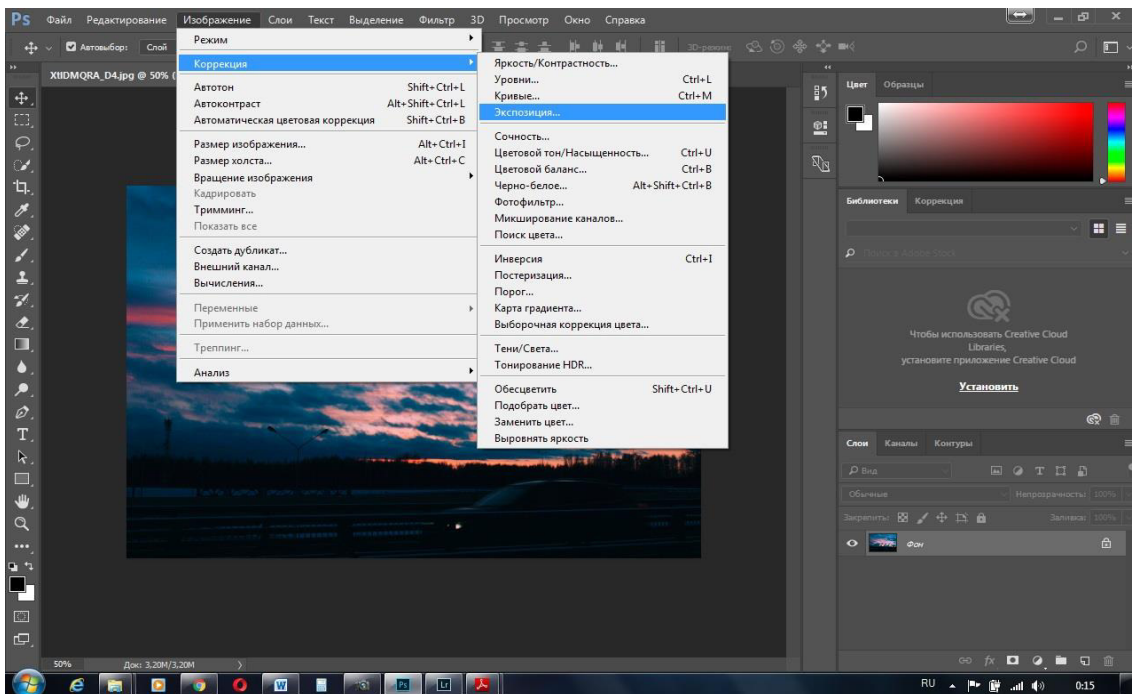 Ps Файл Редактирование Изображение Слои Текст Выделение Фильтр 3D Просмотр Окно Справка
Автовыбор: Слой
3D-режим:
XtIDMQRA_D4.jpg @ 50% (
Режим
Коррекция
Автотон Shift+Ctrl+L
Автоконтраст Alt+Shift+Ctrl+L
Автоматическая цветовая коррекция Shift+Ctrl+B
Размер изображения... Alt+Ctrl+I
Размер холста... Alt+Ctrl+C
Вращение изображения
Кадрировать
Тримминг...
Показать все
Создать дубликат...
Внешний канал...
Вычисления...
Переменные
Применить набор данных...
Треппинг...
Анализ
Яркость/Контрастность...
Уровни... Ctrl+L
Кривые... Ctrl+M
Экспозиция...
Сочность...
Цветовой тон/Насыщенность... Ctrl+U
Цветовой баланс... Ctrl+B
Черно-белое... Alt+Shift+Ctrl+B
Фотофильтр...
Микширование каналов...
Поиск цвета...
Инверсия Ctrl+I
Постеризация...
Порог...
Карта градиента...
Выборочная коррекция цвета...
Тени/Света...
Тонирование HDR...
Обесцветить Shift+Ctrl+U
Подобрать цвет...
Заменить цвет...
Выровнять яркость
Цвет Образцы
Библиотеки Коррекция
Поиск в Adobe Stock
Чтобы использовать Creative Cloud
Libraries,
установите приложение Creative Cloud
Установить
Слои Каналы Контуры
Вид
Обычные Непрозрачность: 100%
Закрепить: Заливка: 100%
Фон
50% Док: 3,20M/3,20M
Ps Lr
RU 0:15